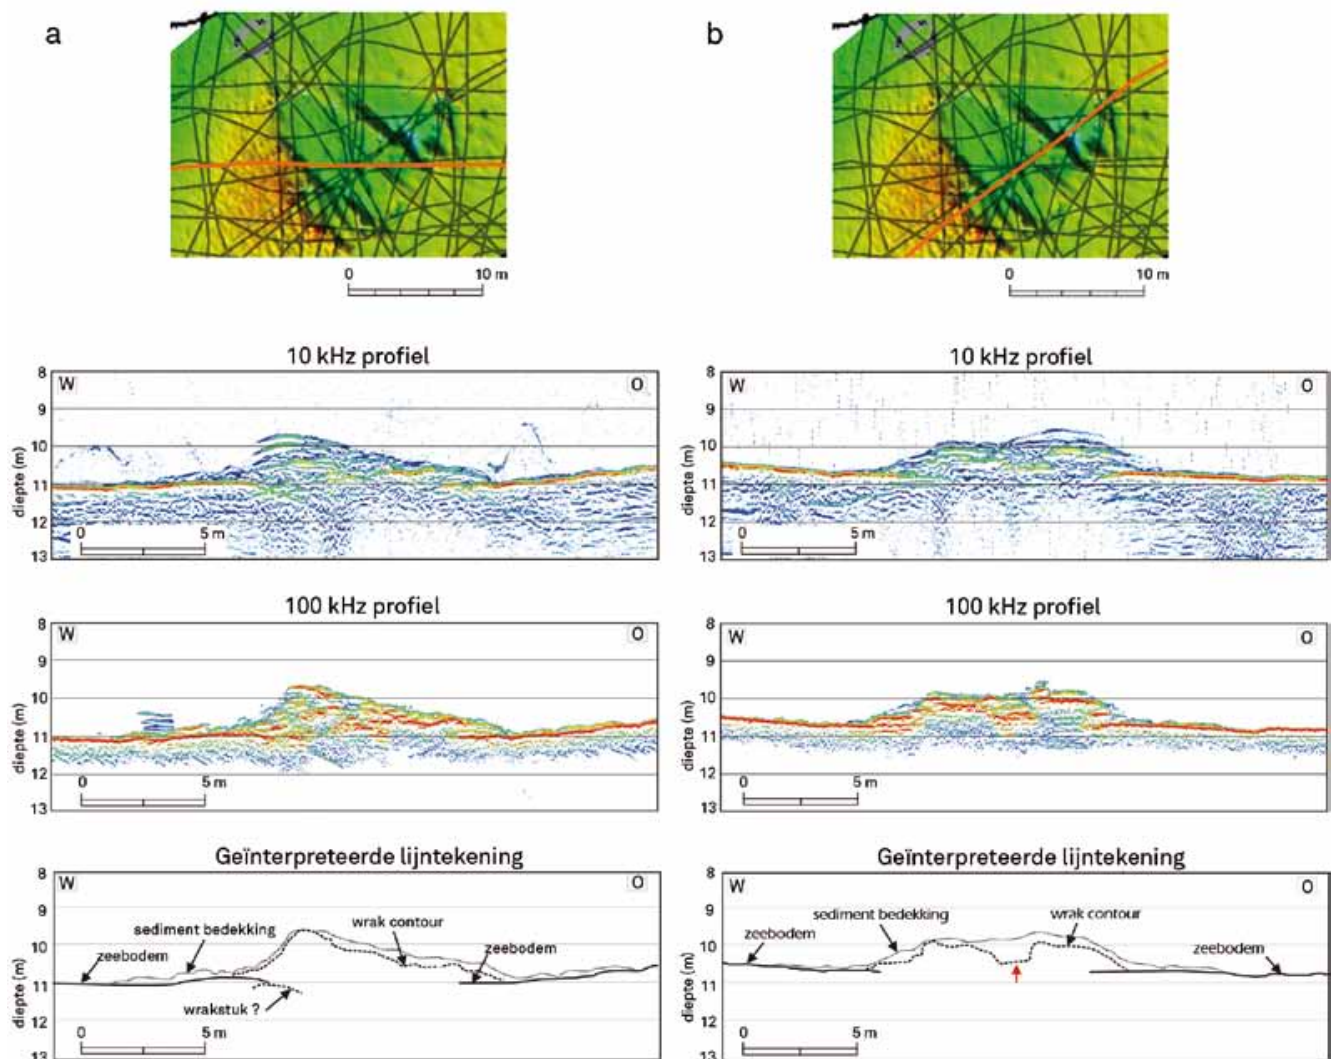 a
b
0 10 m
0 10 m
10 kHz profiel
10 kHz profiel
8
W O
9
10
11
12
13
diepte (m)
0 5 m
8
W O
9
10
11
12
13
diepte (m)
0 5 m
100 kHz profiel
100 kHz profiel
8
W O
9
10
11
12
13
diepte (m)
0 5 m
8
W O
9
10
11
12
13
diepte (m)
0 5 m
Geïnterpreteerde lijntekening
Geïnterpreteerde lijntekening
8
W O
9
10
11
12
13
diepte (m)
sediment bedekking
wrak contour
zeebodem
zeebodem
wrakstuk ?
0 5 m
8
W O
9
10
11
12
13
diepte (m)
sediment bedekking
wrak contour
zeebodem
zeebodem
0 5 m